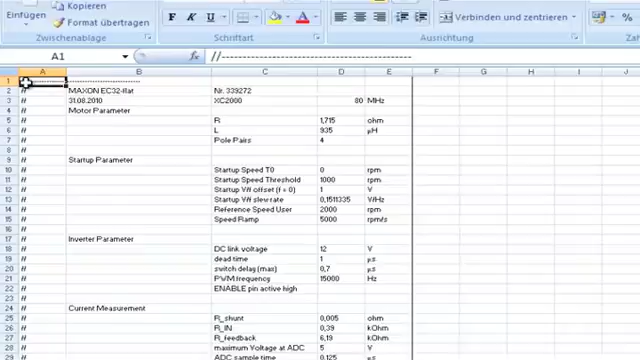 Einfügen
Kopieren
Format übertragen
Zwischenablage
F K U
Schriftart
Verbinden und zentrieren
Ausrichtung
% 
A1 fx //--------------------------------------------
A B C D E F G H I J
1 //--------------------------------------------
2 // MAXON EC32-flat Nr. 339272
3 // 31.08.2010 XC2000 80 MHz
4 // Motor Parameter
5 // R 1,715 ohm
6 // L 935 µH
7 // Pole Pairs 4
8 //
9 // Startup Parameter
10 // Startup Speed T0 0 rpm
11 // Startup Speed Threshold 1000 rpm
12 // Startup V/f offset (f = 0) 1 V
13 // Startup V/f slew rate 0,1511335 V/Hz
14 // Reference Speed User 2000 rpm
15 // Speed Ramp 5000 rpm/s
16 //
17 // Inverter Parameter
18 // DC link voltage 12 V
19 // dead time 1 µs
20 // switch delay (max) 0,7 µs
21 // PWM frequency 15000 Hz
22 // ENABLE pin active high
23 //
24 // Current Measurement
25 // R_shunt 0,005 ohm
26 // R_IN 0,39 kOhm
27 // R_feedback 6,19 kOhm
28 // maximum Voltage at ADC 5 V
29 // ADC sample time 0,125 µs